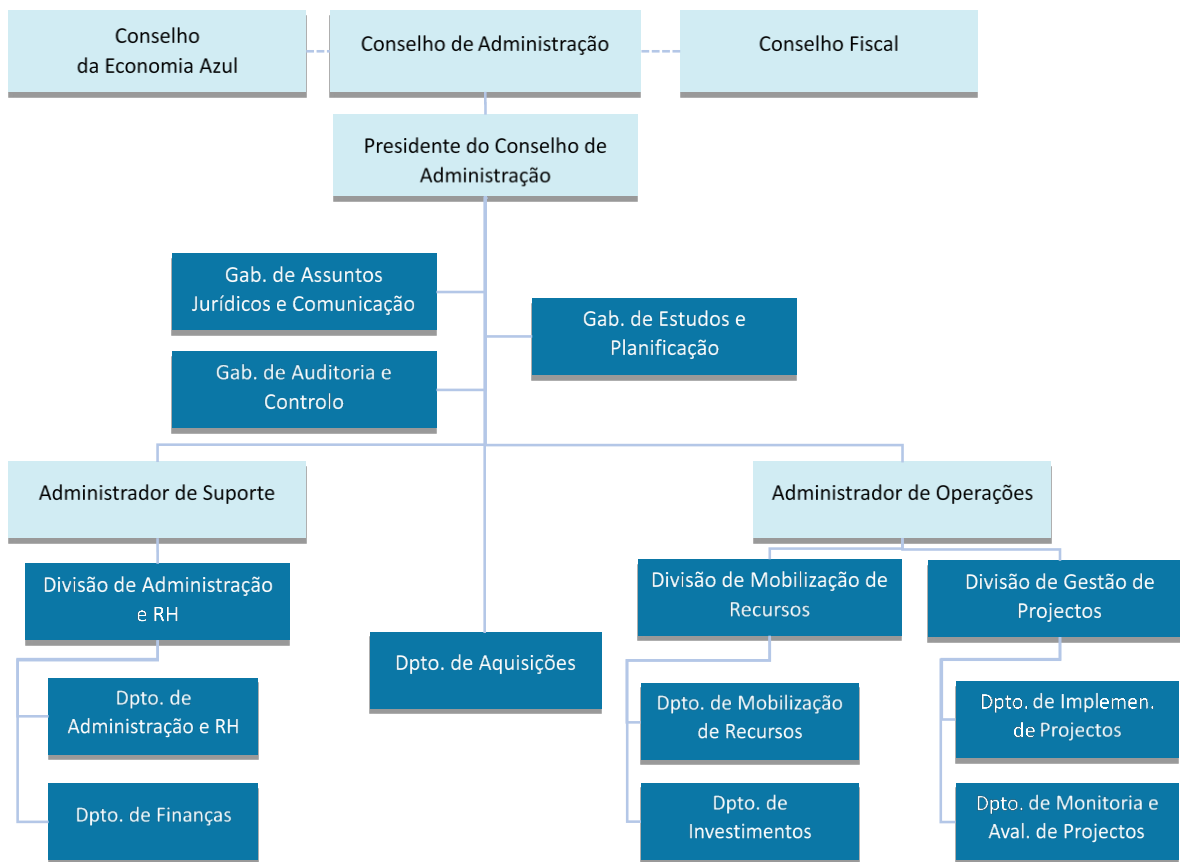 Conselho
da Economia Azul
Conselho de Administração
Conselho Fiscal
Presidente do Conselho de
Administração
Gab. de Assuntos
Jurídicos e Comunicação
Gab. de Estudos e
Planificação
Gab. de Auditoria e
Controlo
Administrador de Suporte
Administrador de Operações
Divisão de Administração
e RH
Divisão de Mobilização de
Recursos
Divisão de Gestão de
Projectos
Dpto. de Aquisições
Dpto. de
Administração e RH
Dpto. de Mobilização
de Recursos
Dpto. de Implemen.
de Projectos
Dpto. de Finanças
Dpto. de
Investimentos
Dpto. de Monitoria e
Aval. de Projectos